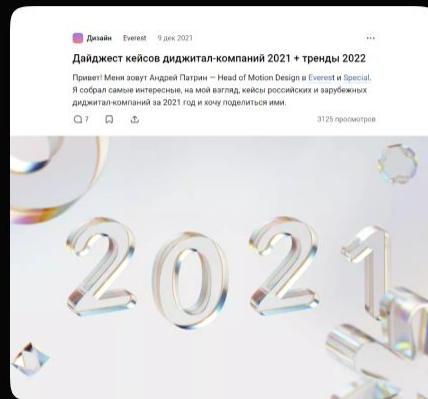 Дизайн Everest 9 дек 2021
Дайджест кейсов диджитал-компаний 2021 + тренды 2022
Привет! Меня зовут Андрей Патрин — Head of Motion Design в Everest и Special.
Я собрал самые интересные, на мой взгляд, кейсы российских и зарубежных
диджитал-компаний за 2021 год и хочу поделиться ими.
7 3125 просмотров
2021